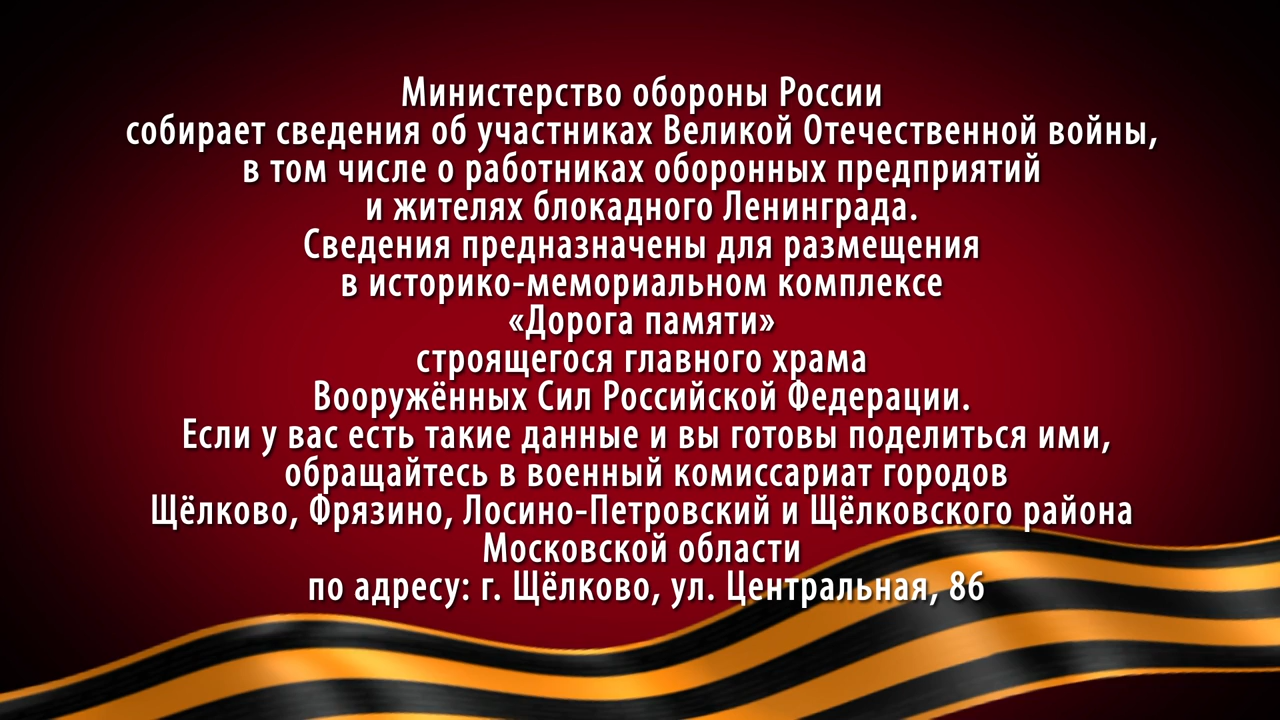 Министерство обороны России
собирает сведения об участниках Великой Отечественной войны,
в том числе о работниках оборонных предприятий
и жителях блокадного Ленинграда.
Сведения предназначены для размещения
в историко-мемориальном комплексе
«Дорога памяти»
строящегося главного храма
Вооружённых Сил Российской Федерации.
Если у вас есть такие данные и вы готовы поделиться ими,
обращайтесь в военный комиссариат городов
Щёлково, Фрязино, Лосино-Петровский и Щёлковского района
Московской области
по адресу: г. Щёлково, ул. Центральная, 86